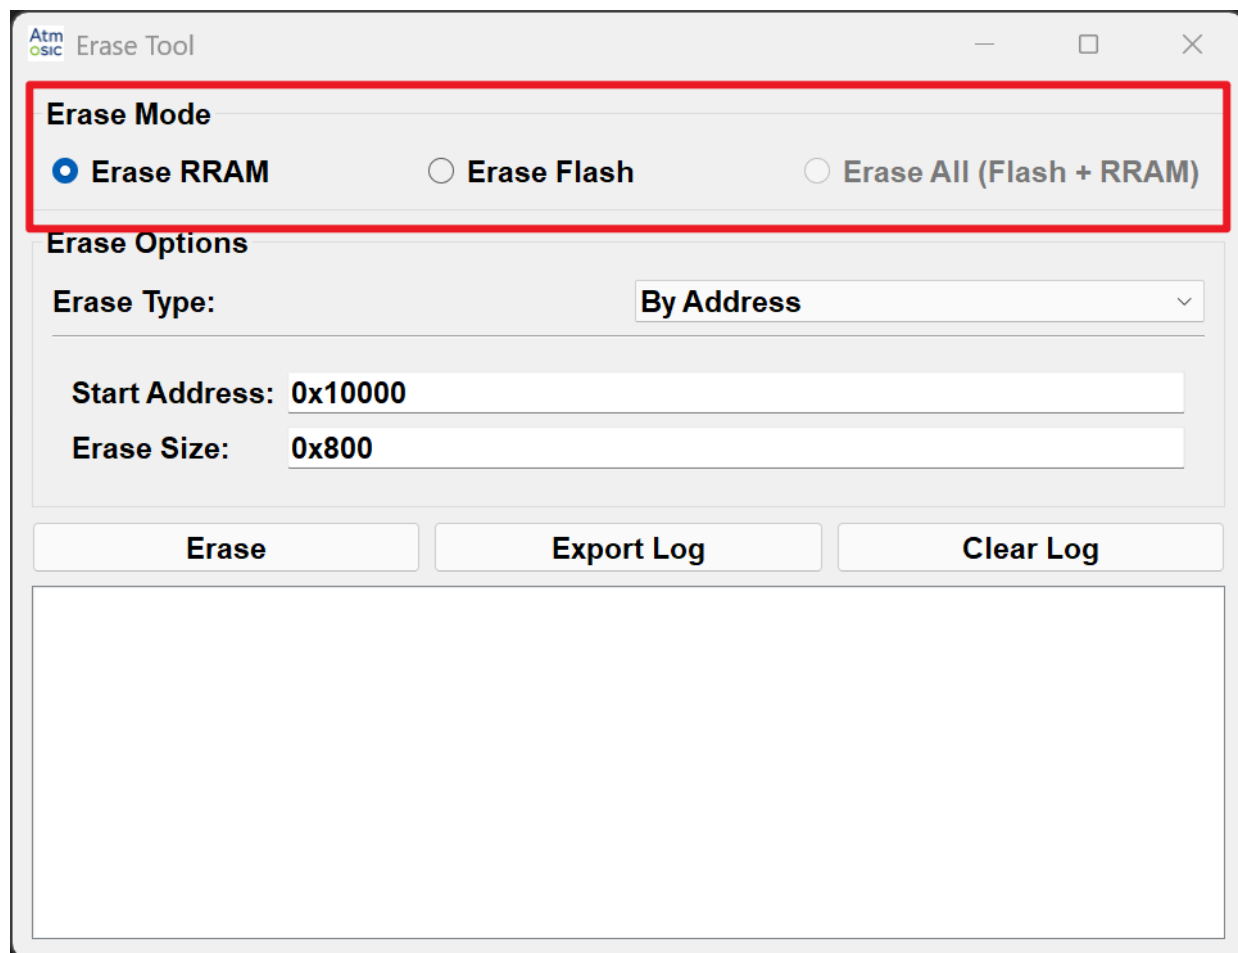 Atm
osic
Erase Tool
Erase Mode
Erase RRAM Erase Flash Erase All (Flash + RRAM)
Erase Options
Erase Type: By Address
Start Address: 0x10000
Erase Size: 0x800
Erase Export Log Clear Log